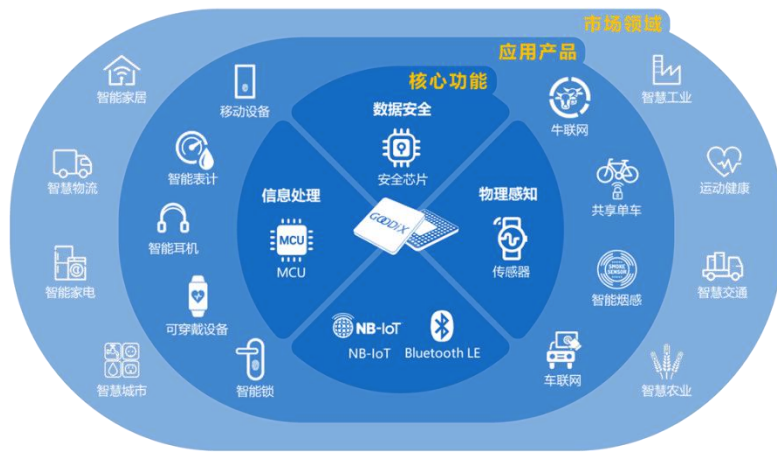 市场领域
应用产品
核心功能
智能家居
移动设备
数据安全
牛联网
智慧工业
智慧物流
智能表计
信息处理
安全芯片
物理感知
共享单车
运动健康
GOODiX
智能耳机
MCU
MCU
传感器
SMOKE
SENSOR
智能家电
可穿戴设备
智能烟感
智慧交通
NB-IoT
NB-IoT
Bluetooth LE
智慧城市
智能锁
车联网
智慧农业